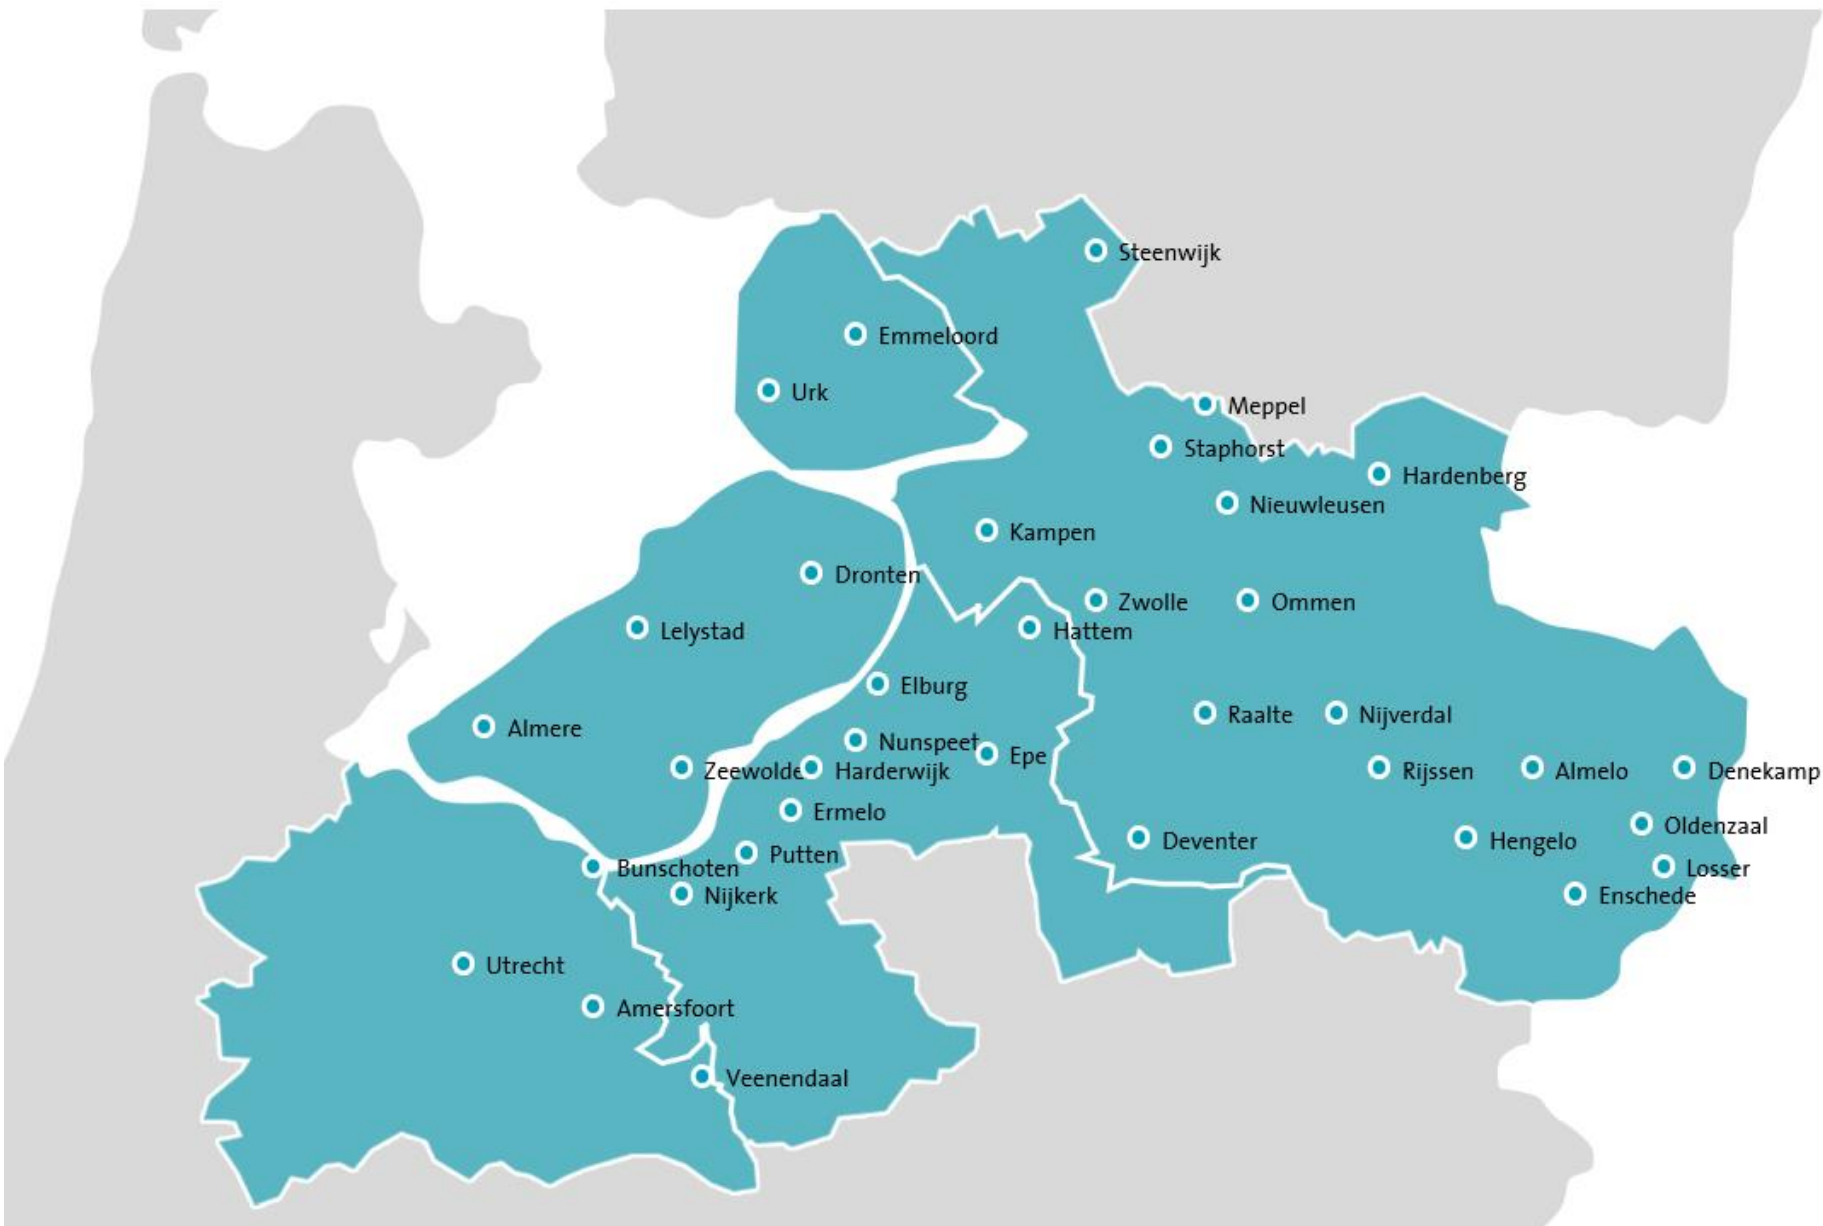 Steenwijk
Emmeloord
Urk
Meppel
Staphorst
Hardenberg
Nieuwleusen
Kampen
Dronten
Zwolle
Ommen
Lelystad
Hattem
Elburg
Raalte
Nijverdal
Almere
Nunspeet
Epe
Zeewolde
Harderwijk
Rijssen
Almelo
Denekamp
Ermelo
Oldenzaal
Deventer
Hengelo
Putten
Bunschoten
Losser
Nijkerk
Enschede
Utrecht
Amersfoort
Veenendaal